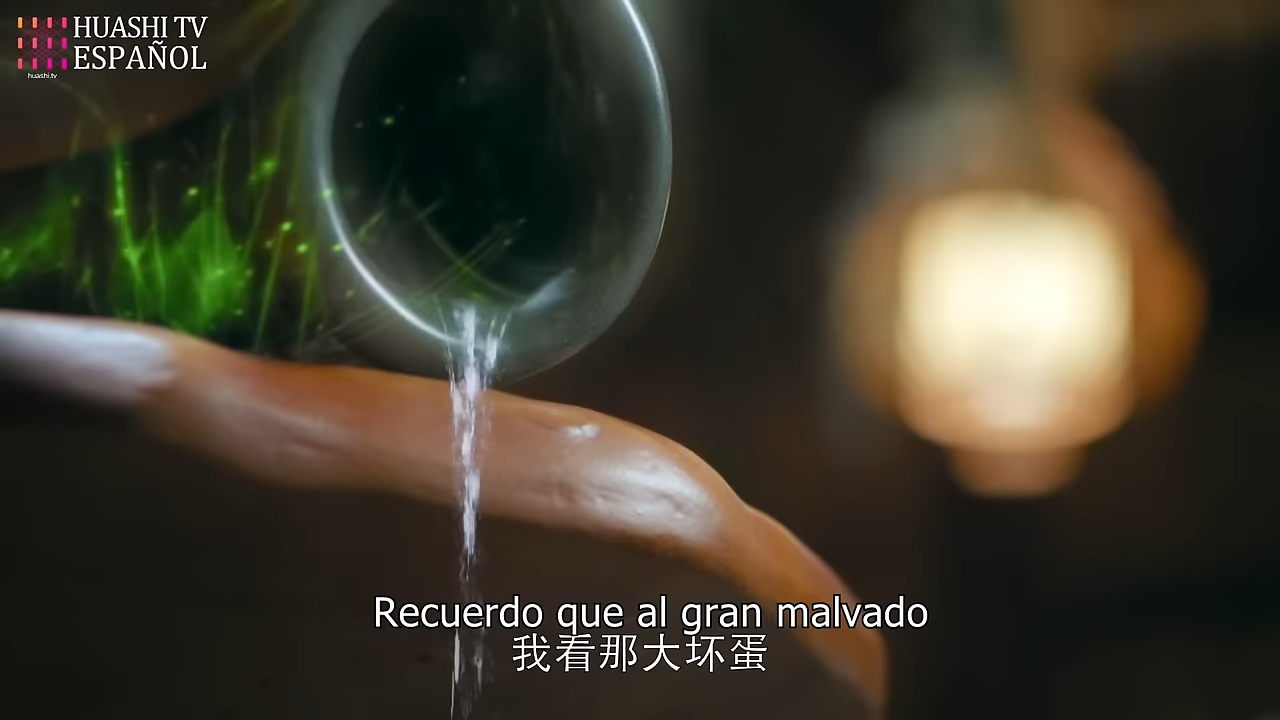 HUASHI TV
ESPAÑOL
huashi.tv
Recuerdo que al gran malvado
我看那大坏蛋